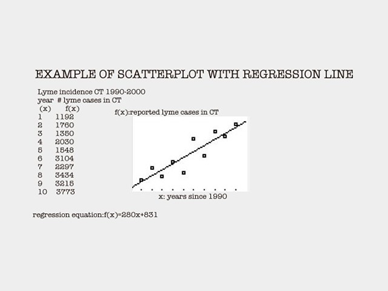 EXAMPLE OF SCATTERPLOT WITH REGRESSION LINE
Lyme incidence CT 1990-2000
year # lyme cases in CT
(x) f(x)
1 1192
2 1760
3 1350
4 2030
5 1548
6 3104
7 2297
8 3434
9 3215
10 3773
f(x):reported lyme cases in CT
x: years since 1990
regression equation:f(x)=280x+831